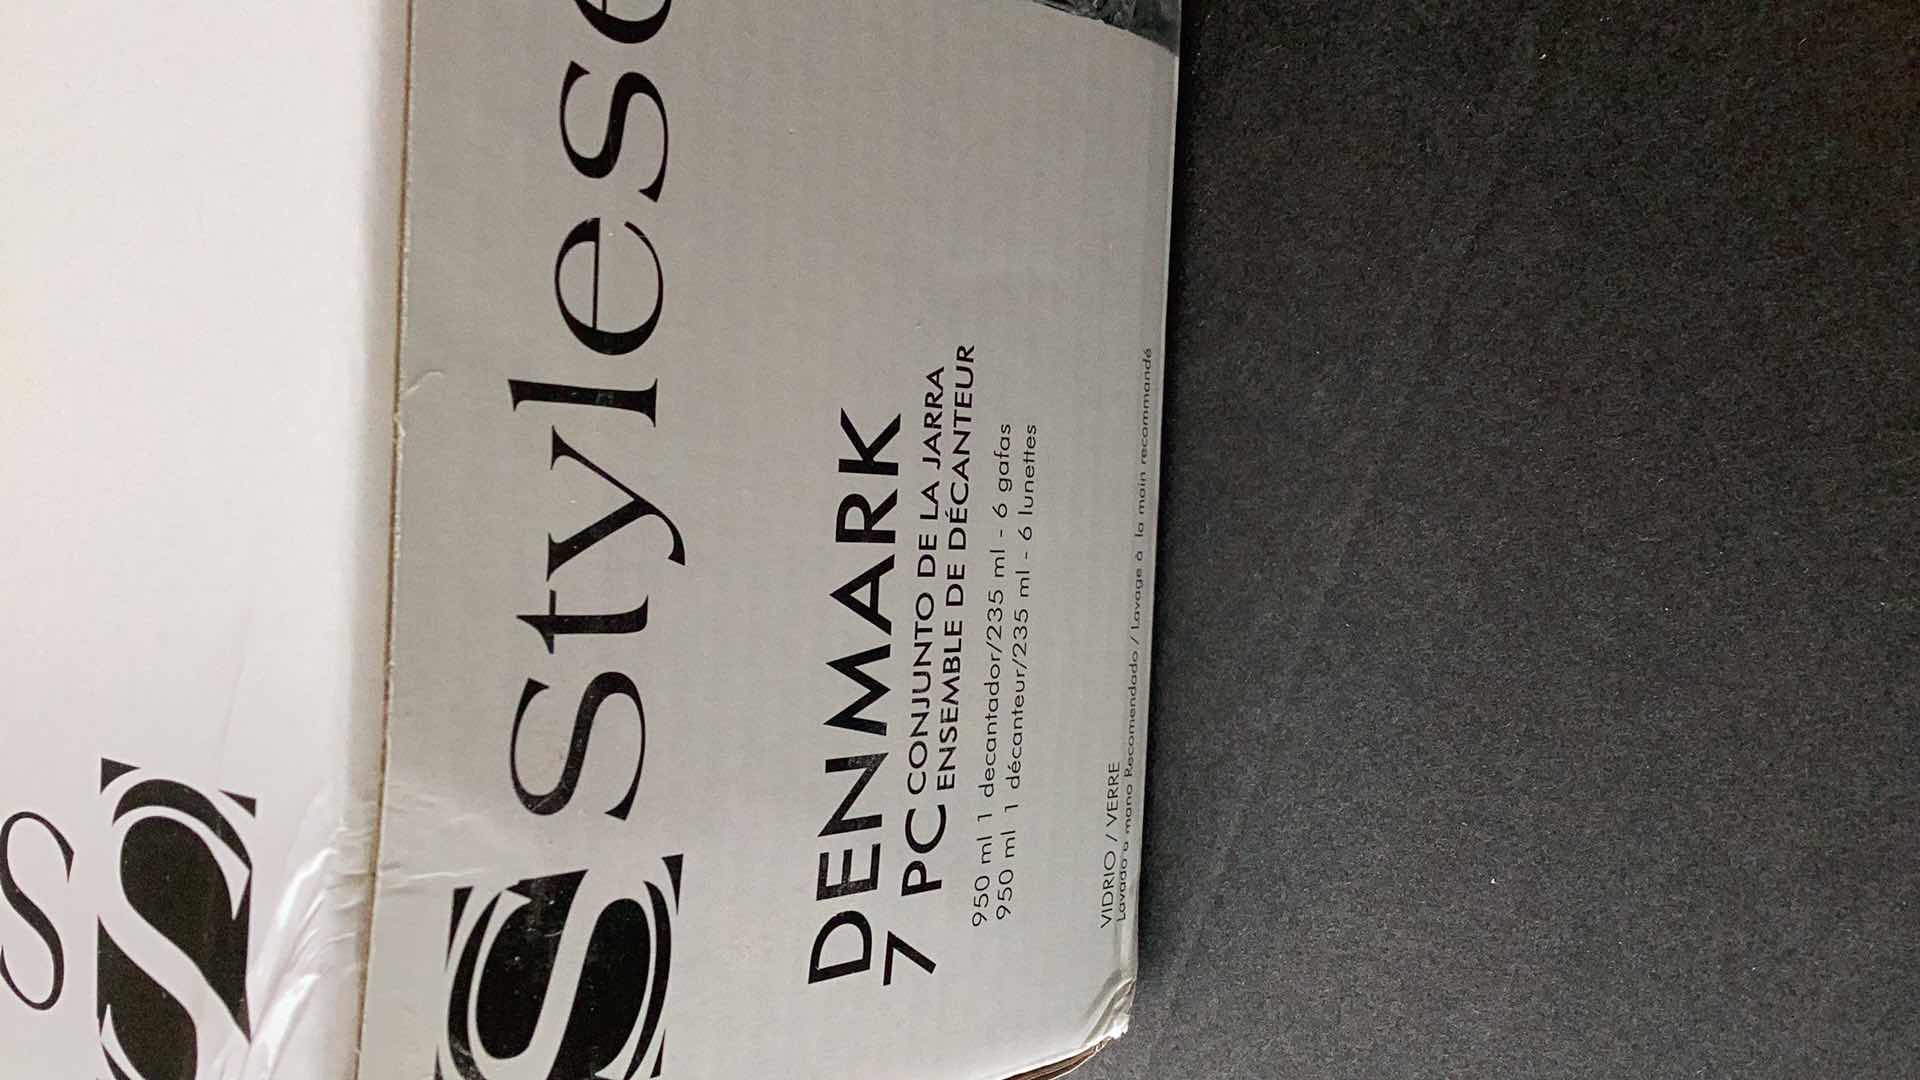 S
S Stylese
DENMARK
7 PC CONJUNTO DE LA JARRA
ENSEMBLE DE DÉCANTEUR
950 ml 1 decantador/235 ml - 6 gafas
950 ml 1 décanteur/235 ml - 6 lunettes
VIDRIO / VERRE
Lavado a mano Recomendado / Lavage à la main recommandé